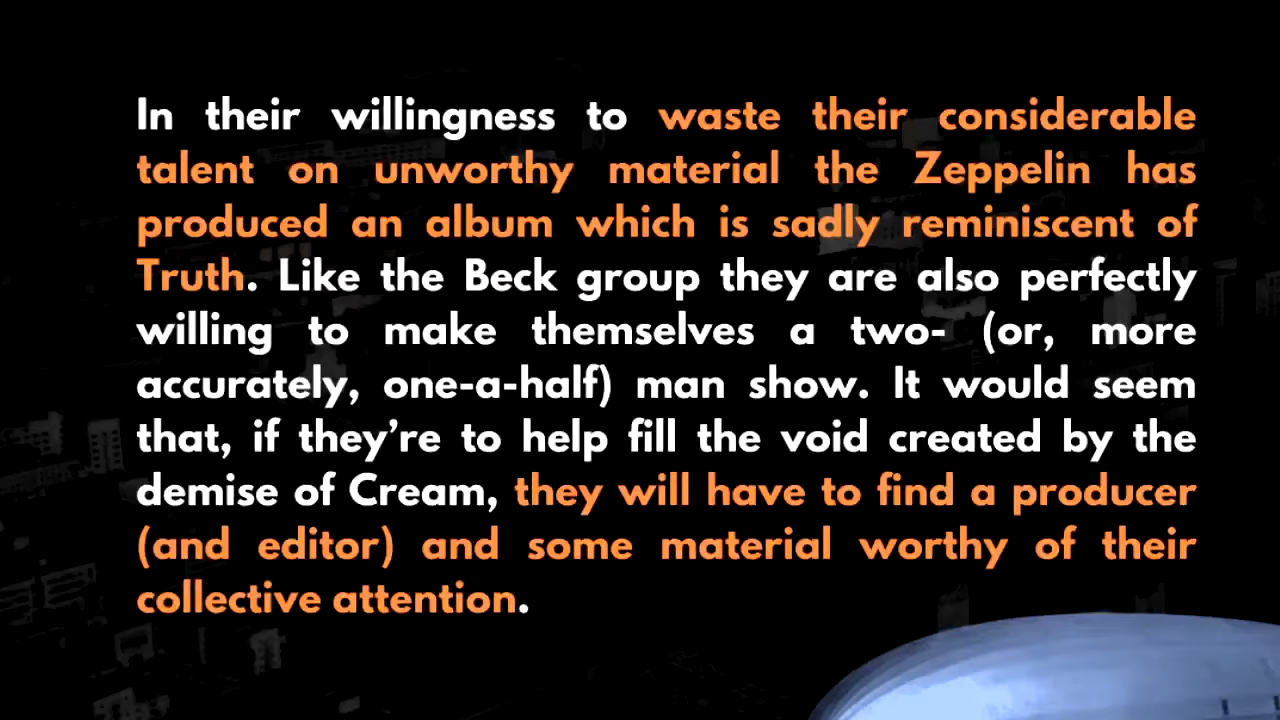 In their willingness to waste their considerable
talent on unworthy material the Zeppelin has
produced an album which is sadly reminiscent of
Truth. Like the Beck group they are also perfectly
willing to make themselves a two- (or, more
accurately, one-a-half) man show. It would seem
that, if they’re to help fill the void created by the
demise of Cream, they will have to find a producer
(and editor) and some material worthy of their
collective attention.